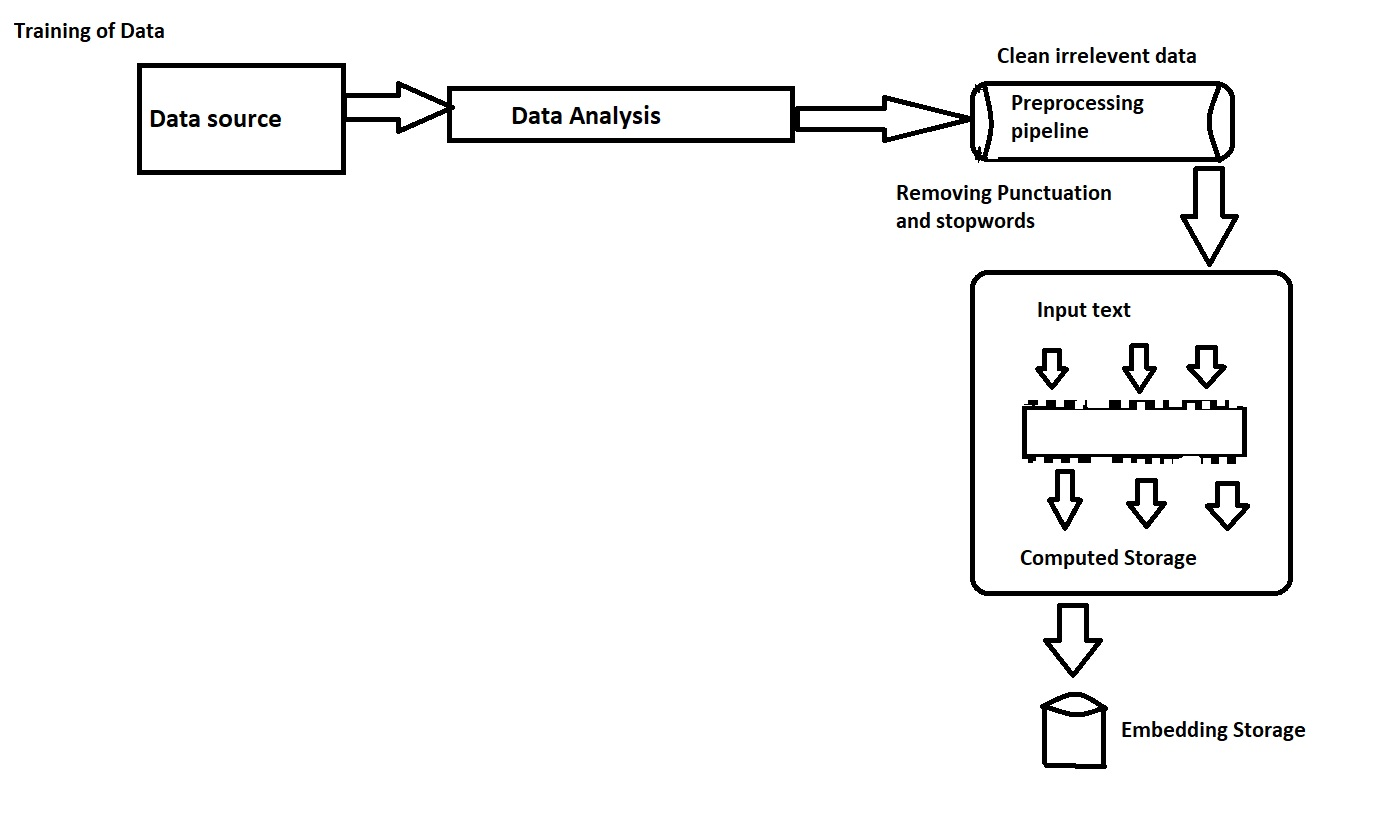 Training of Data
Data source
Data Analysis
Clean irrelevent data
Preprocessing
pipeline
Removing Punctuation
and stopwords
Input text
Computed Storage
Embedding Storage